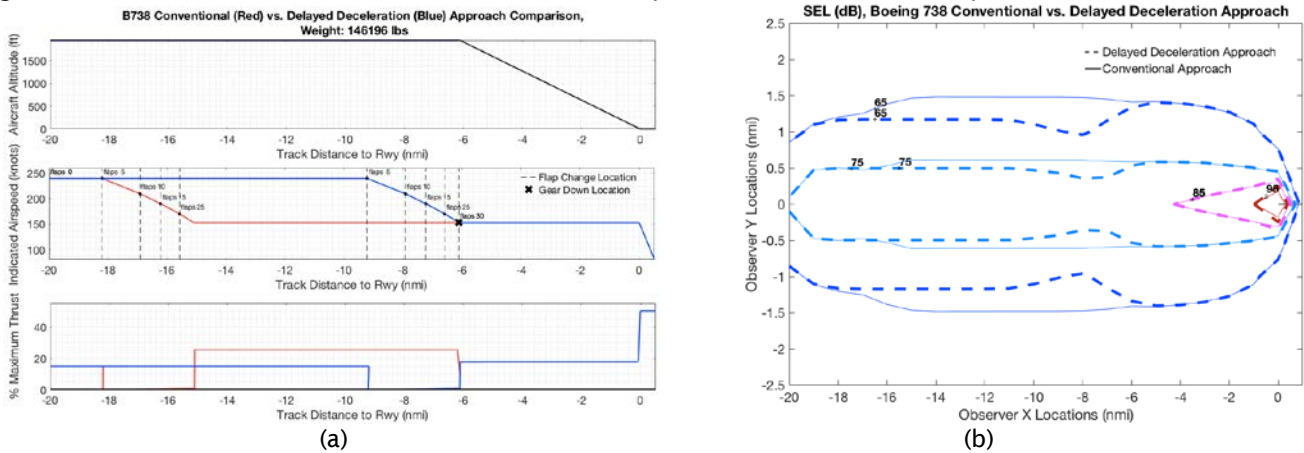 B738 Conventional (Red) vs. Delayed Deceleration (Blue) Approach Comparison,
Weight: 146196 lbs
Aircraft Altitude (ft)
1500
1000
500
0
-20 -18 -16 -14 -12 -10 -8 -6 -4 -2 0
Track Distance to Rwy (nmi)
Indicated Airspeed (knots)
250
200
150
100
flaps 0
flaps 5
flaps 10
flaps 15
flaps 25
flaps 5
flaps 10
flaps 15
flaps 25
flaps 30
Flap Change Location
Gear Down Location
-20 -18 -16 -14 -12 -10 -8 -6 -4 -2 0
Track Distance to Rwy (nmi)
% Maximum Thrust
40
20
0
-20 -18 -16 -14 -12 -10 -8 -6 -4 -2 0
Track Distance to Rwy (nmi)
(a)
SEL (dB), Boeing 738 Conventional vs. Delayed Deceleration Approach
Observer Y Locations (nmi)
2.5
2
1.5
1
0.5
0
-0.5
-1
-1.5
-2
-2.5
Delayed Deceleration Approach
Conventional Approach
65
65
75 75
85
95
-20 -18 -16 -14 -12 -10 -8 -6 -4 -2 0
Observer X Locations (nmi)
(b)